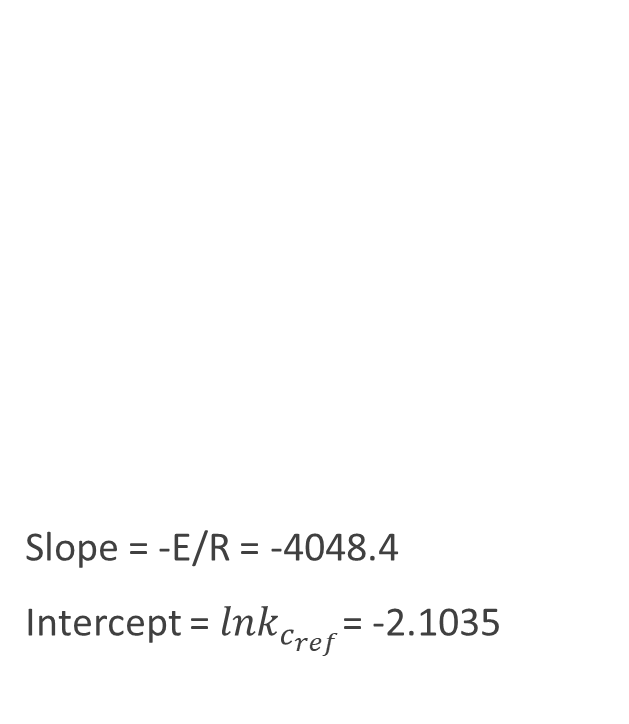 Slope = -E/R = -4048.4
Intercept = lnk_{c_{ref}} = -2.1035